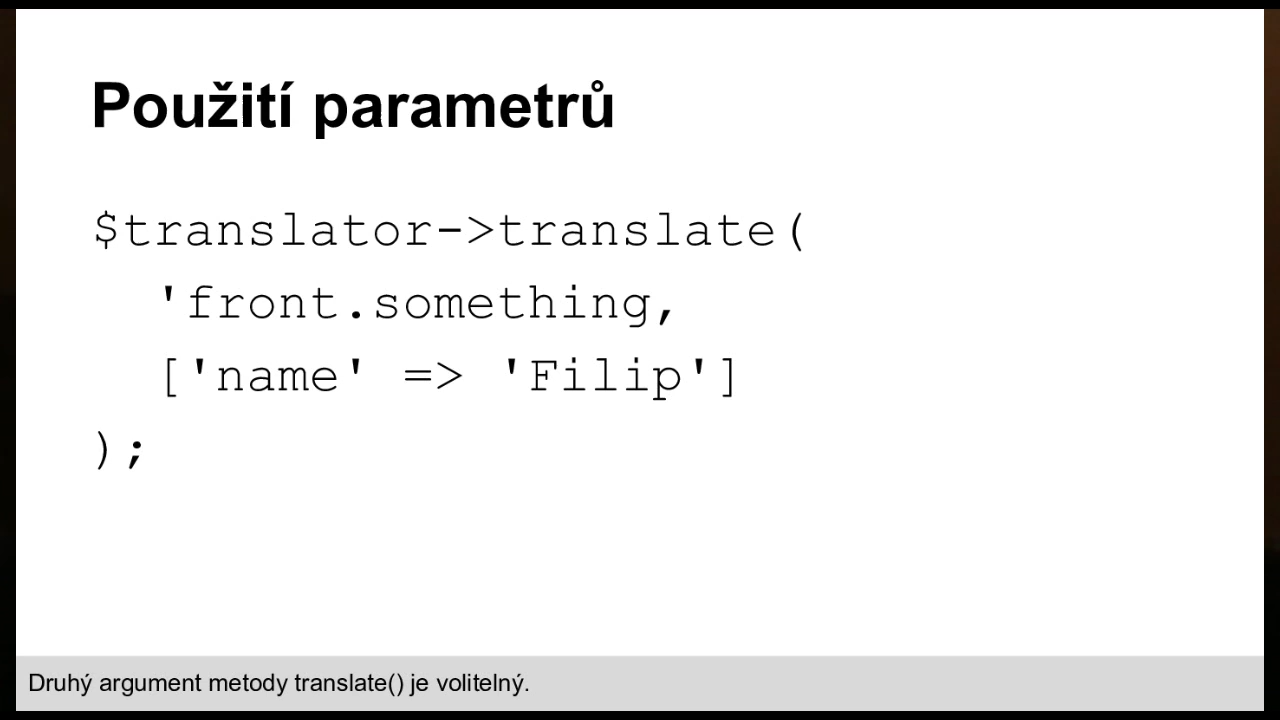 Použití parametrů
$translator->translate(
'front.something,
['name' => 'Filip']
);
Druhý argument metody translate() je volitelný.